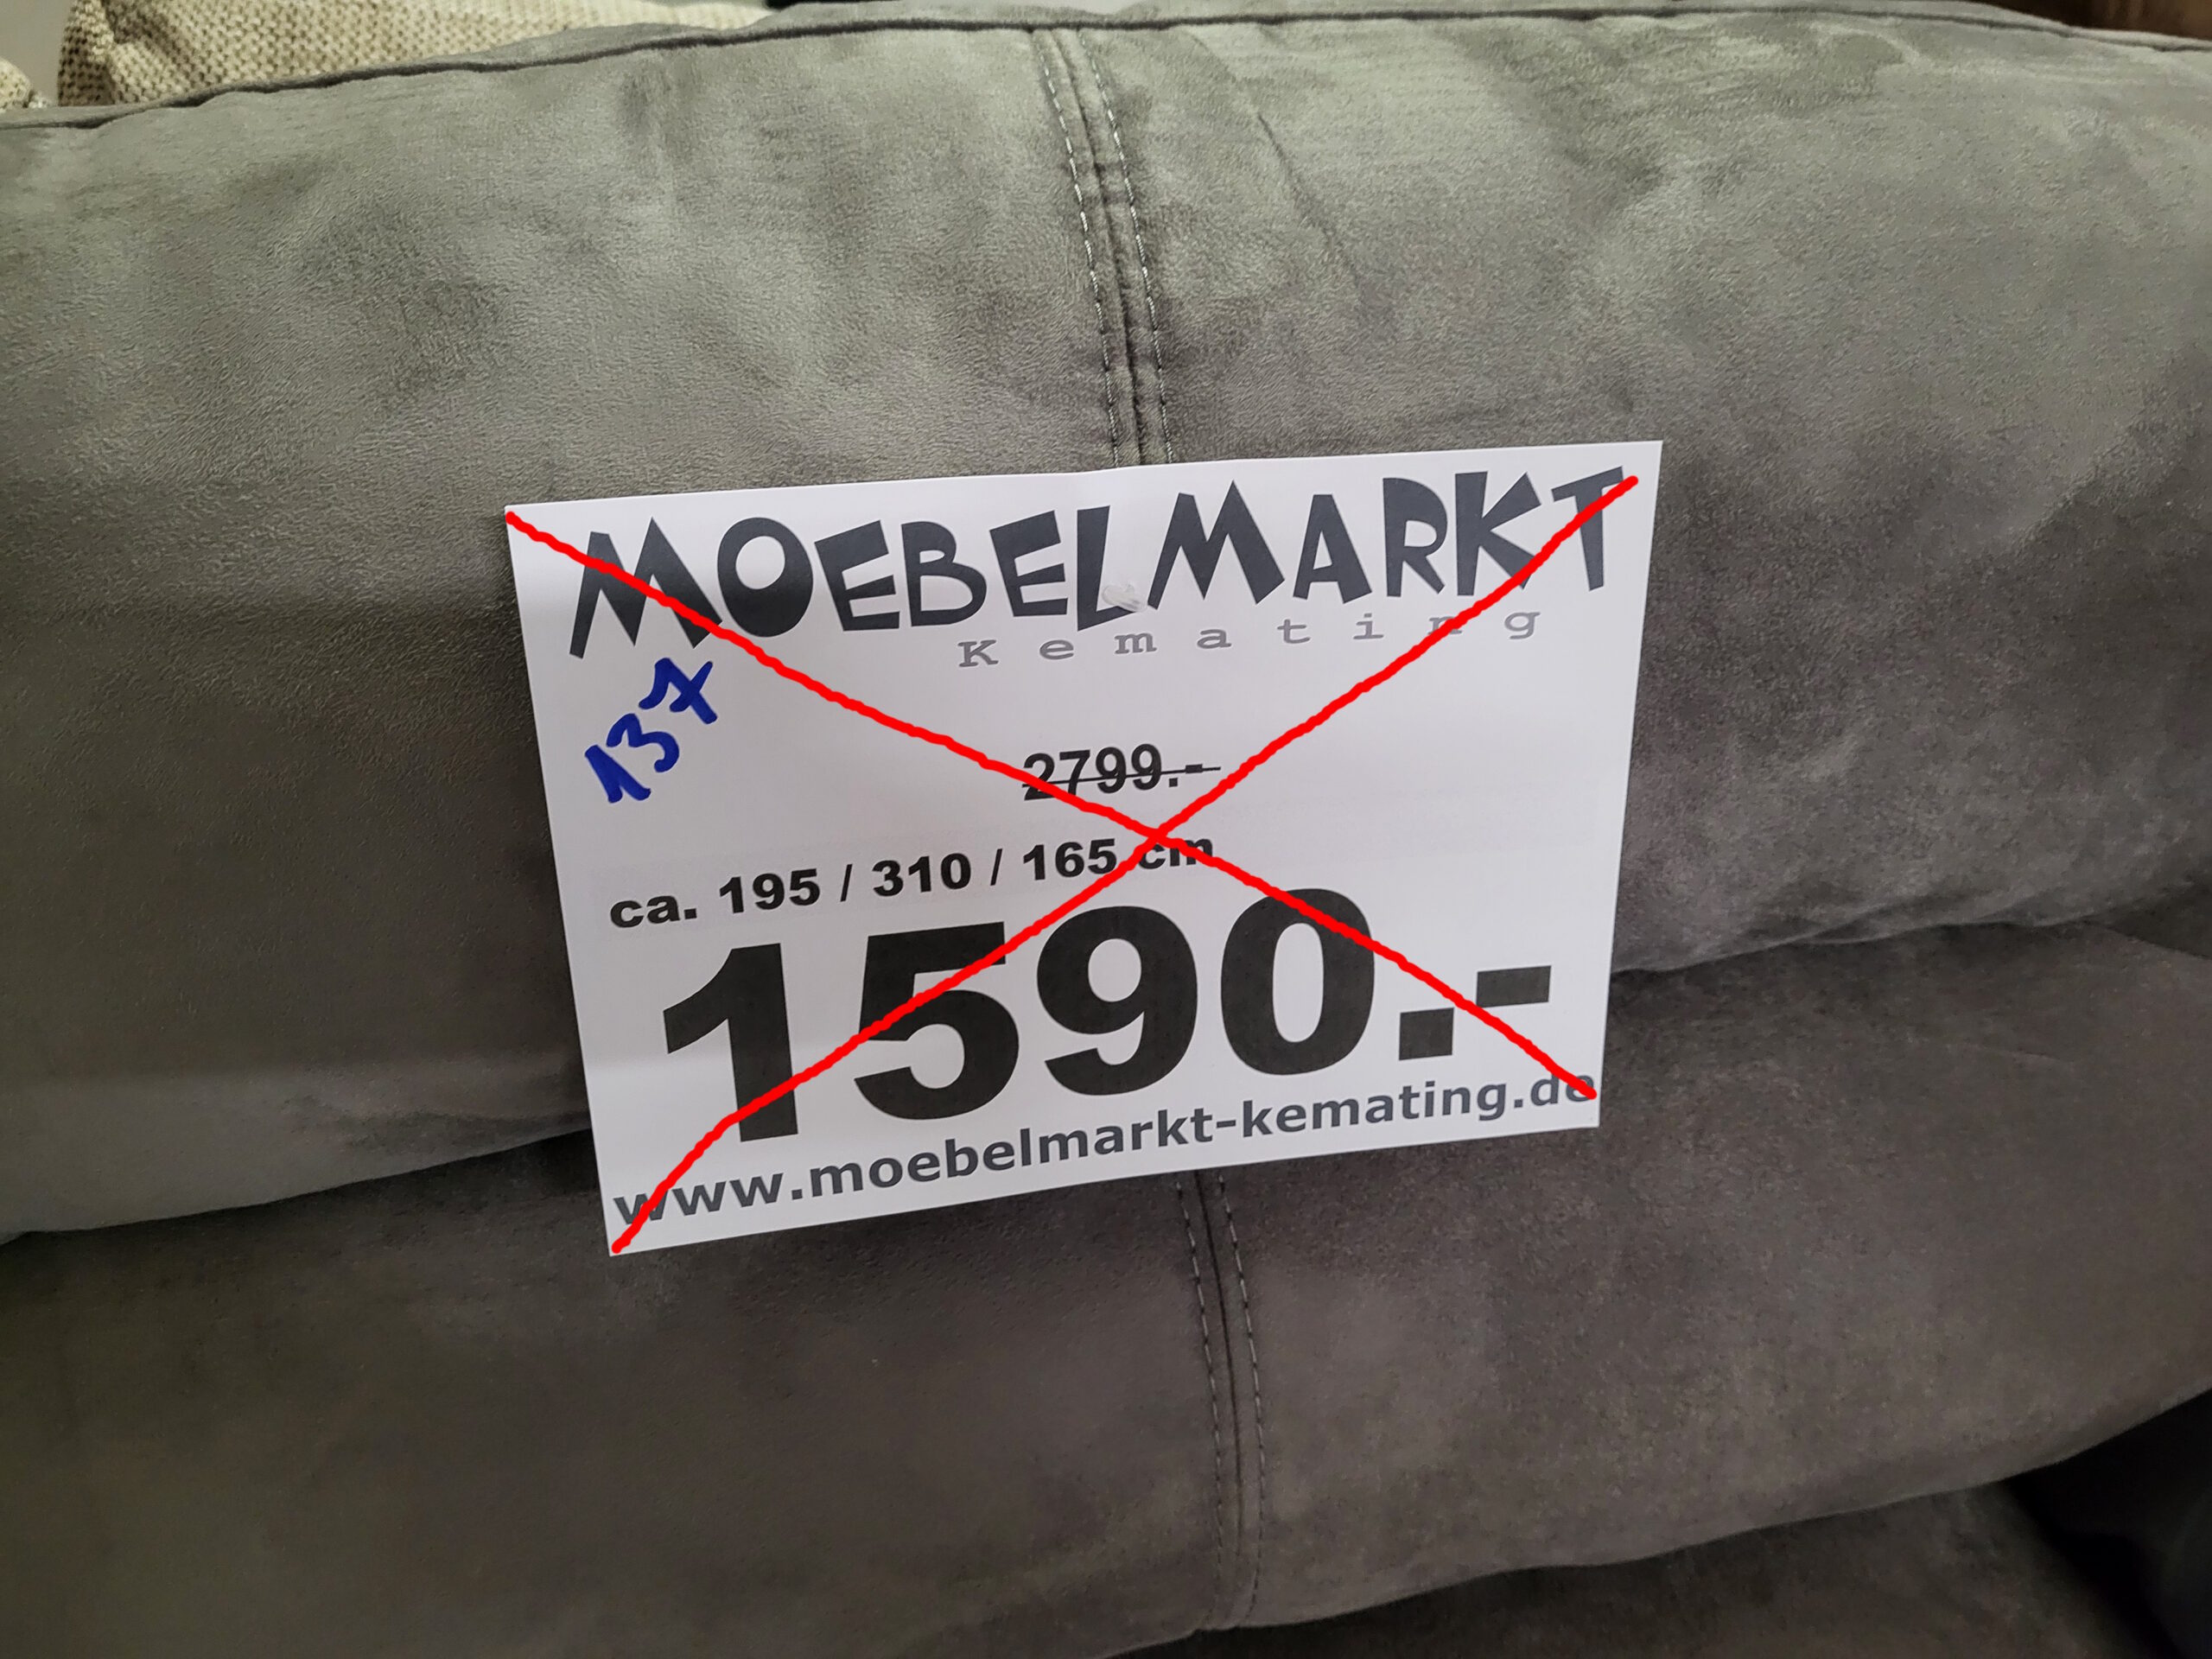 MOEBELMARKT
Kemating
137
2799.-
ca. 195 / 310 / 165 cm
1590.-
www.moebelmarkt-kemating.de